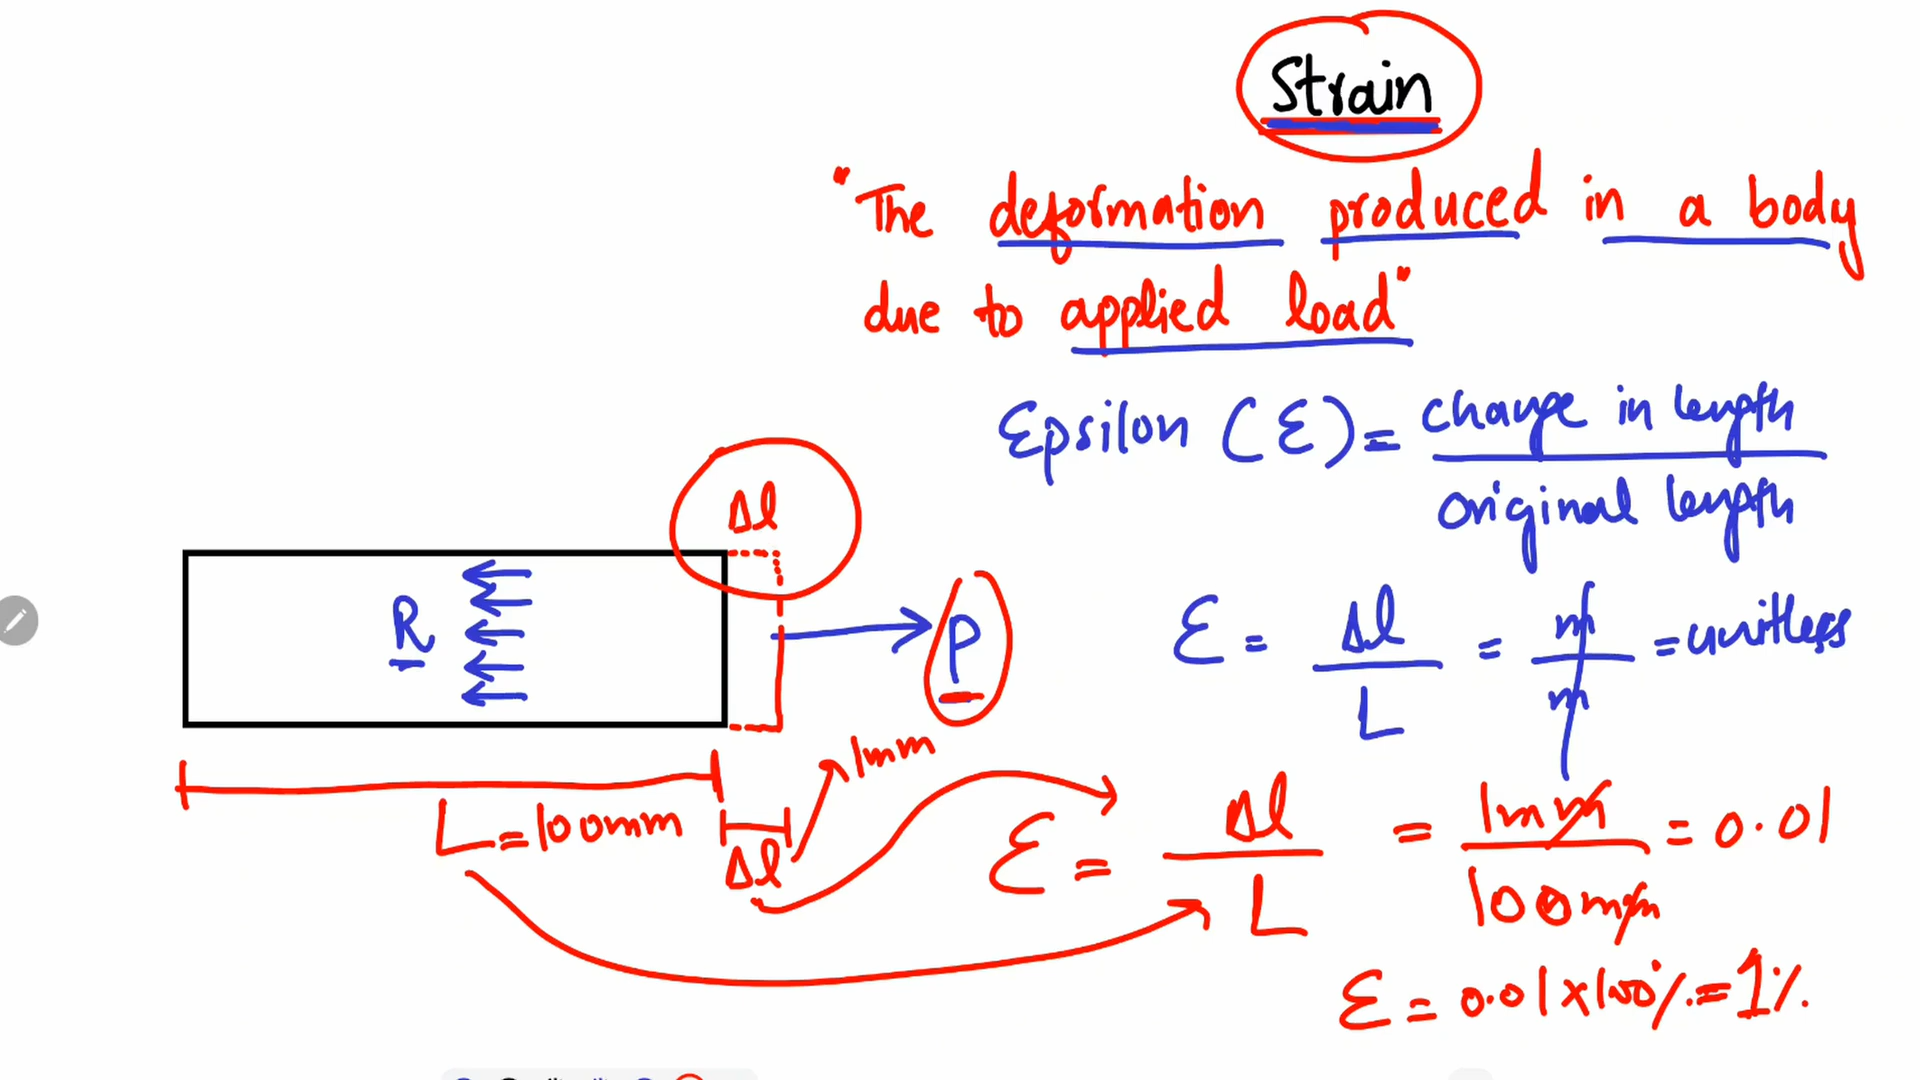 Strain
"The deformation produced in a body
due to applied load"
Epsilon (ε) = change in length
original length
Δl
R
P
ε = Δl / L = m / m = unitless
1mm
L = 100mm
Δl
ε = Δl / L = 1mm / 100mm = 0.01
ε = 0.01 x 100% = 1%